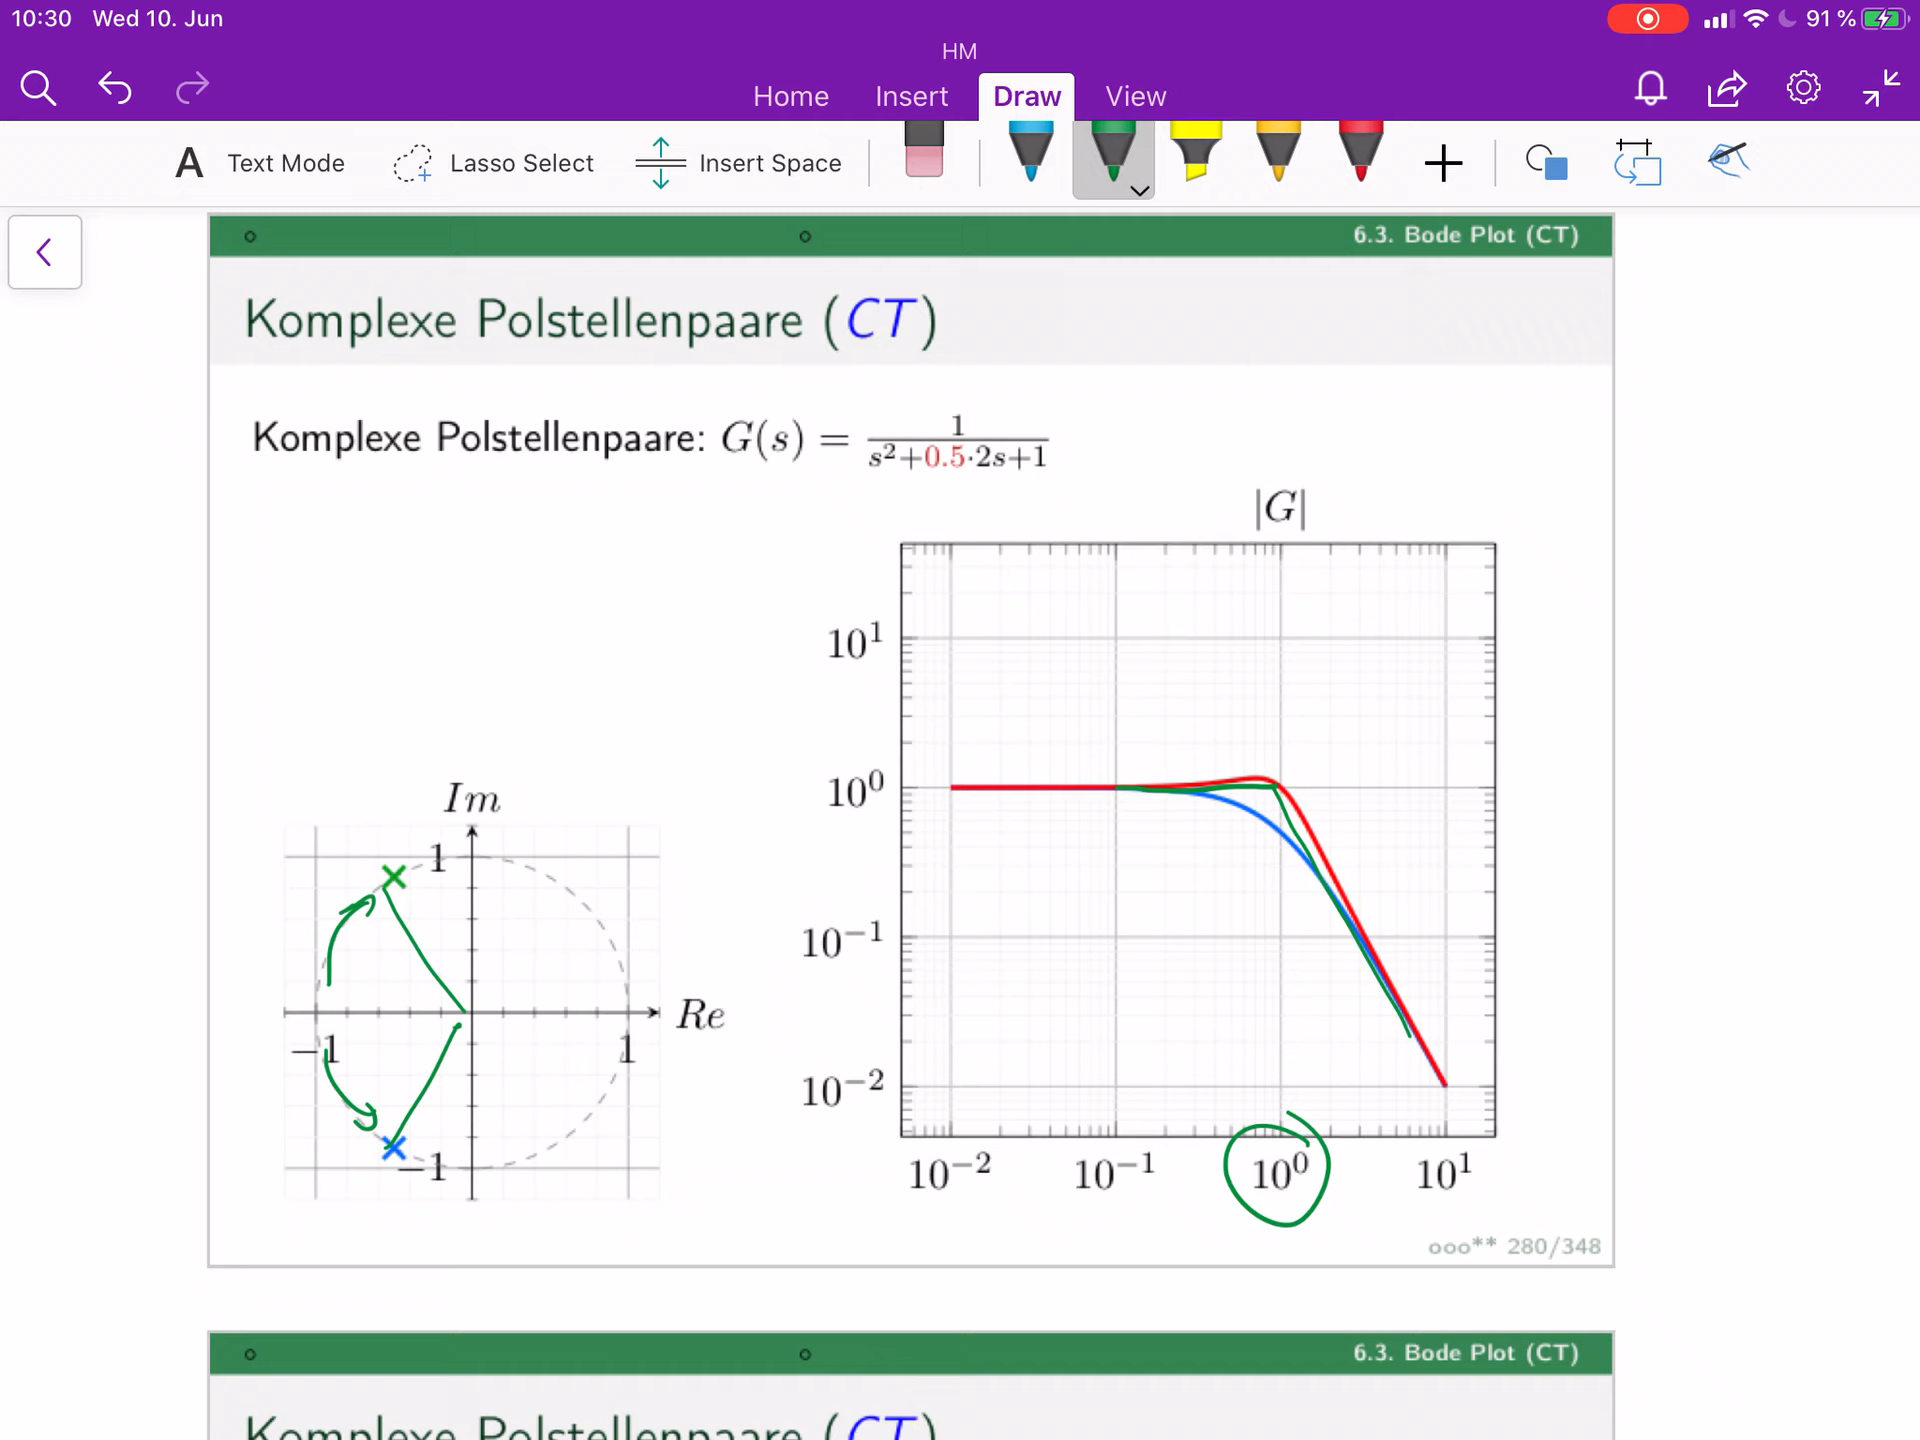 10:30 Wed 10. Jun
91 %
HM
Home Insert Draw View
A Text Mode Lasso Select Insert Space
6.3. Bode Plot (CT)
Komplexe Polstellenpaare (CT)
Komplexe Polstellenpaare: G(s) = 1 / s²+0.5·2s+1
|G|
10¹
10⁰
10⁻¹
10⁻²
10⁻² 10⁻¹ 10⁰ 10¹
Im
1
Re
−1 1
−1
ooo** 280/348
6.3. Bode Plot (CT)
Komplexe Polstellenpaare (CT)